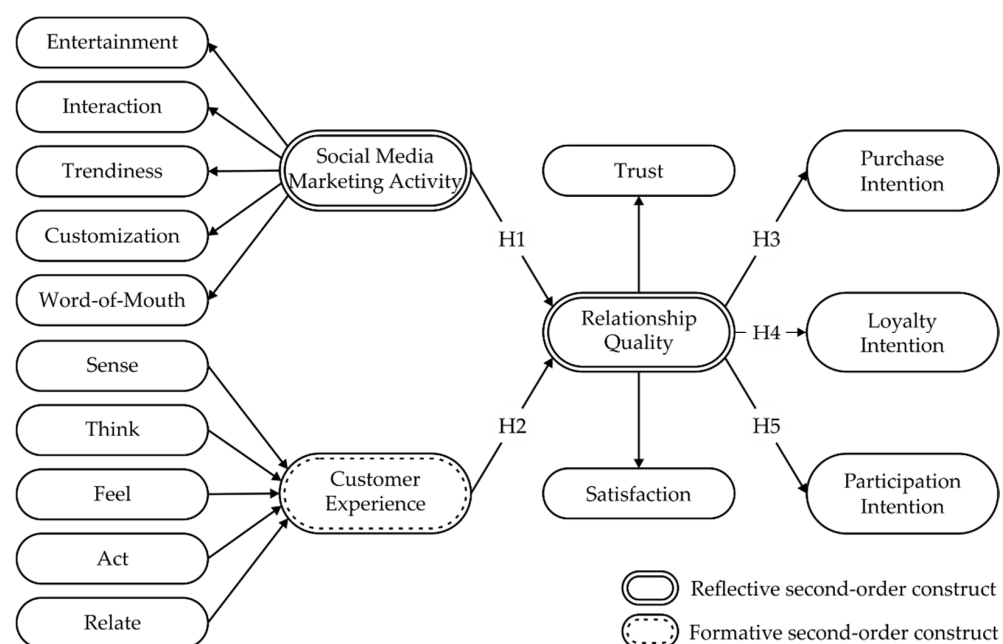 Entertainment
Interaction
Trendiness
Customization
Word-of-Mouth
Sense
Think
Feel
Act
Relate
Social Media
Marketing Activity
Customer
Experience
H1
H2
Trust
Relationship
Quality
Satisfaction
H3
H4
H5
Purchase
Intention
Loyalty
Intention
Participation
Intention
Reflective second-order construct
Formative second-order construct